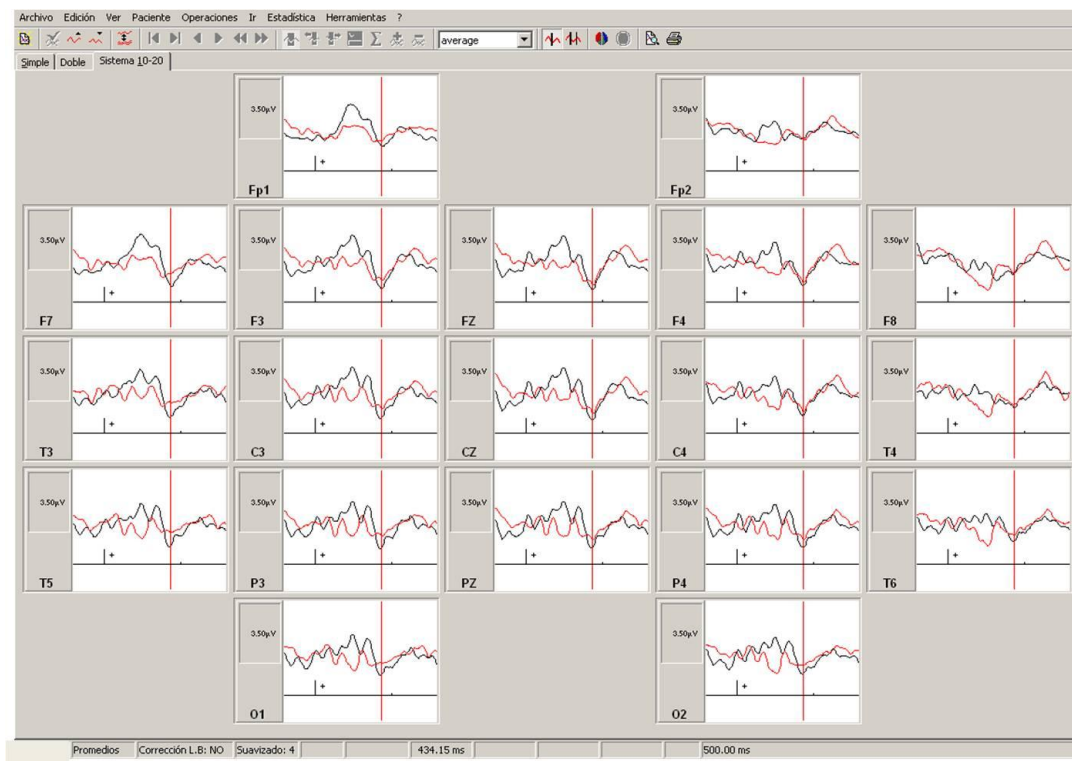 Archivo Edición Ver Paciente Operaciones Ir Estadística Herramientas ?
average
Simple Doble Sistema 10-20
3.50µV 3.50µV
Fp1 Fp2
3.50µV 3.50µV 3.50µV 3.50µV 3.50µV
F7 F3 FZ F4 F8
3.50µV 3.50µV 3.50µV 3.50µV 3.50µV
T3 C3 CZ C4 T4
3.50µV 3.50µV 3.50µV 3.50µV 3.50µV
T5 P3 PZ P4 T6
3.50µV 3.50µV
O1 O2
Promedios Corrección L.B: NO Suavizado: 4 434.15 ms 500.00 ms